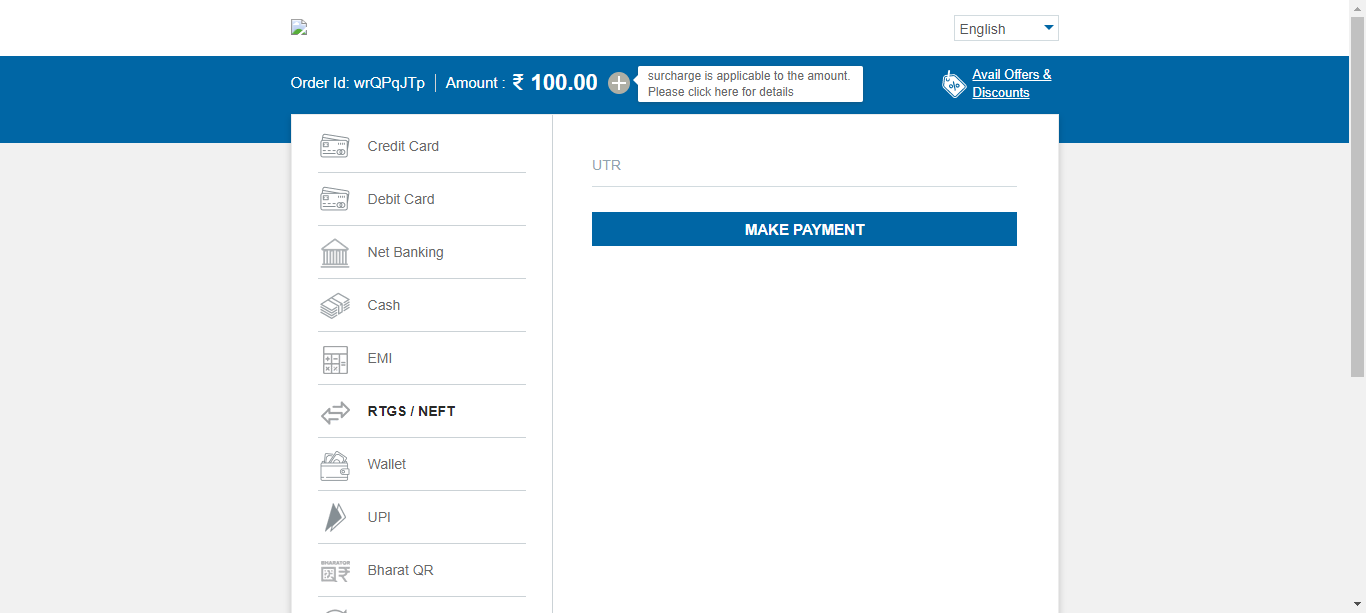 English
Order Id: wrQPqJTp
Amount : ₹ 100.00
surcharge is applicable to the amount.
Please click here for details
Avail Offers &
Discounts
Credit Card
Debit Card
Net Banking
Cash
EMI
RTGS / NEFT
Wallet
UPI
BHARATQR
Bharat QR
UTR
MAKE PAYMENT